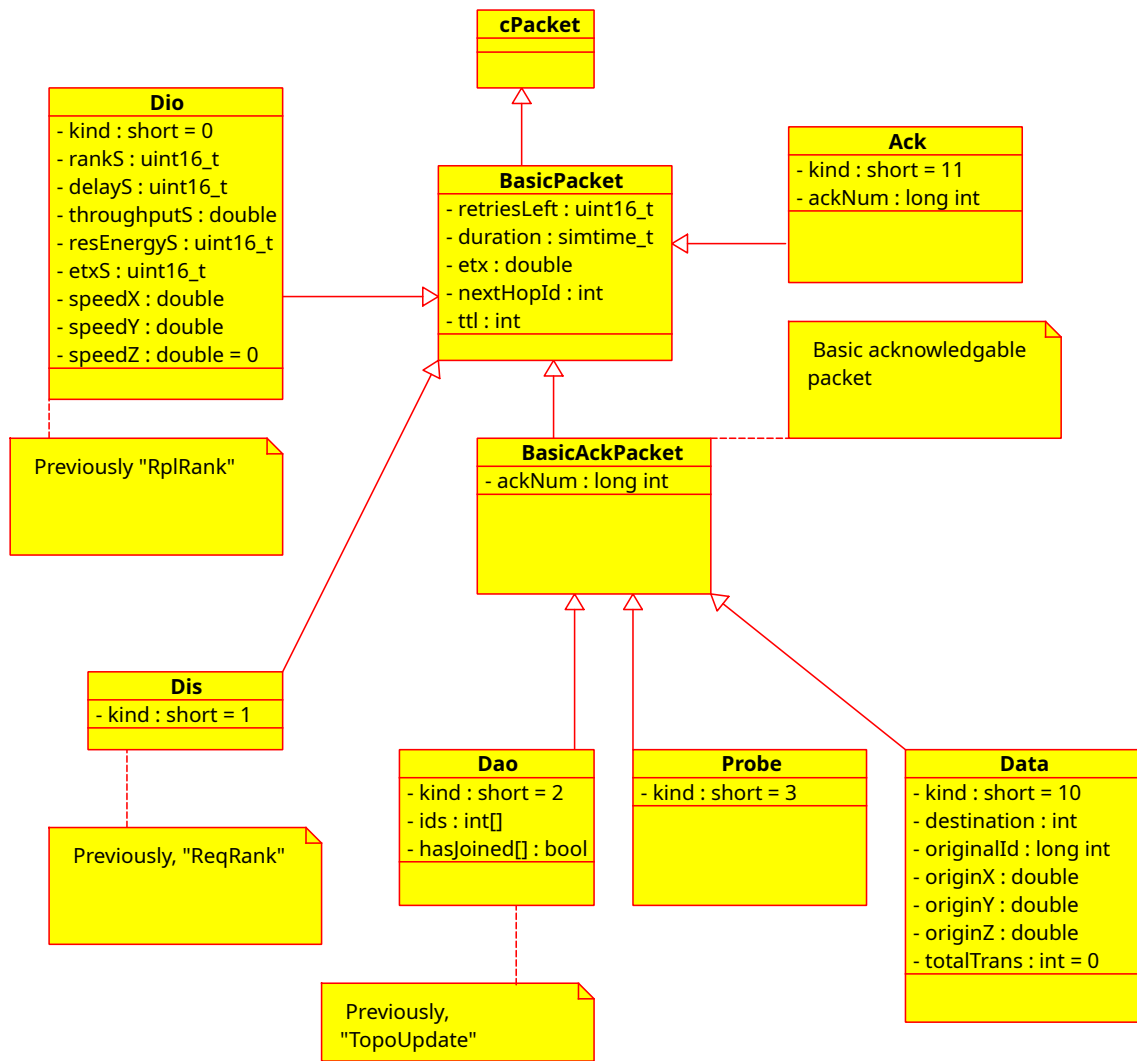 cPacket
Dio
- kind : short = 0
- rankS : uint16_t
- delayS : uint16_t
- throughputS : double
- resEnergyS : uint16_t
- etxS : uint16_t
- speedX : double
- speedY : double
- speedZ : double = 0
BasicPacket
- retriesLeft : uint16_t
- duration : simtime_t
- etx : double
- nextHopId : int
- ttl : int
Ack
- kind : short = 11
- ackNum : long int
Basic acknowledgable
packet
Previously "RplRank"
BasicAckPacket
- ackNum : long int
Dis
- kind : short = 1
Previously, "ReqRank"
Dao
- kind : short = 2
- ids : int[]
- hasJoined[] : bool
Probe
- kind : short = 3
Data
- kind : short = 10
- destination : int
- originalId : long int
- originX : double
- originY : double
- originZ : double
- totalTrans : int = 0
Previously,
"TopoUpdate"